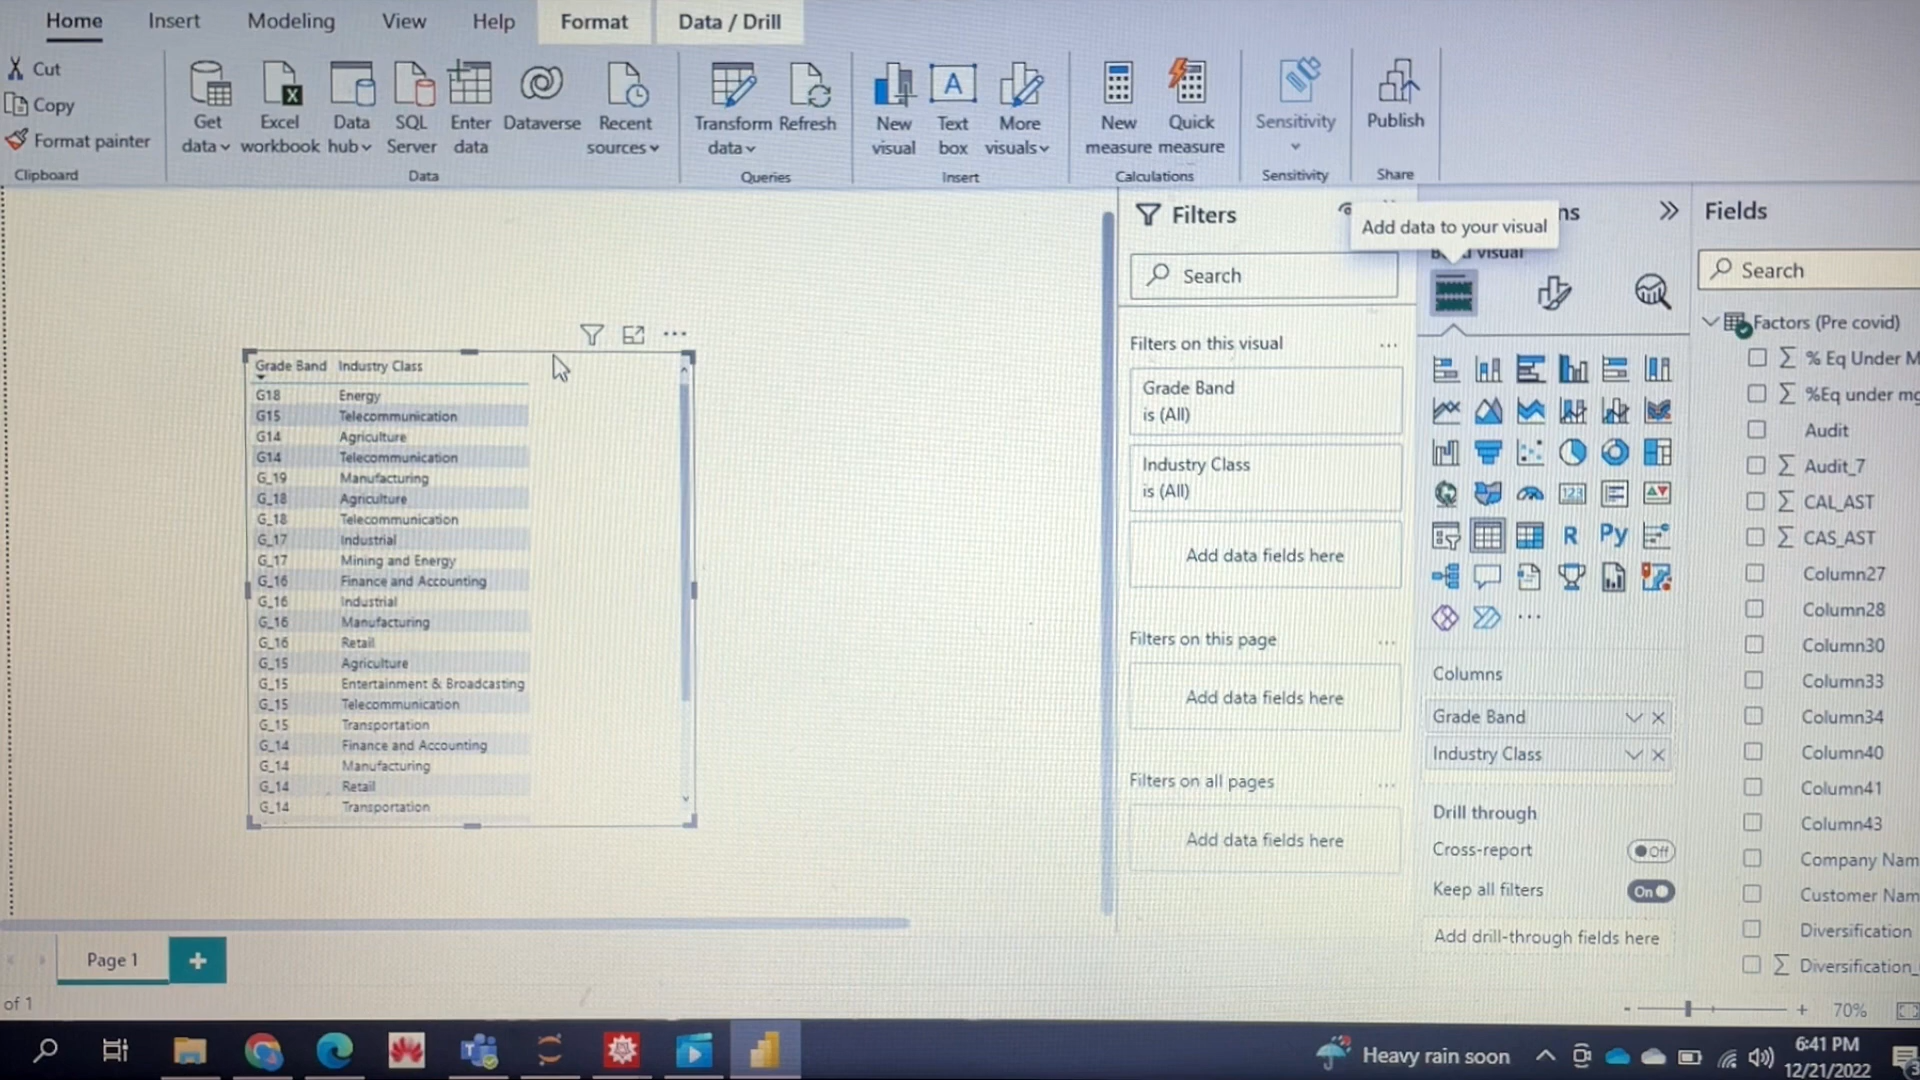 Home Insert Modeling View Help Format Data / Drill
Cut
Copy
Format painter
Clipboard
Get data
Excel workbook
Data hub
SQL Server
Enter data
Dataverse
Recent sources
Data
Transform data
Refresh
Queries
New visual
Text box
More visuals
Insert
New measure
Quick measure
Calculations
Sensitivity
Sensitivity
Publish
Share
Grade Band Industry Class
G18 Energy
G15 Telecommunication
G14 Agriculture
G14 Telecommunication
G_19 Manufacturing
G_18 Agriculture
G_18 Telecommunication
G_17 Industrial
G_17 Mining and Energy
G_16 Finance and Accounting
G_16 Industrial
G_16 Manufacturing
G_16 Retail
G_15 Agriculture
G_15 Entertainment & Broadcasting
G_15 Telecommunication
G_15 Transportation
G_14 Finance and Accounting
G_14 Manufacturing
G_14 Retail
G_14 Transportation
Filters
Search
Filters on this visual
Grade Band
is (All)
Industry Class
is (All)
Add data fields here
Filters on this page
Add data fields here
Filters on all pages
Add data fields here
Add data to your visual
visual
123
R Py
Columns
Grade Band
Industry Class
Drill through
Cross-report Off
Keep all filters On
Add drill-through fields here
Fields
Search
Factors (Pre covid)
% Eq Under M
%Eq under mg
Audit
Audit_7
CAL_AST
CAS_AST
Column27
Column28
Column30
Column33
Column34
Column40
Column41
Column43
Company Nam
Customer Nam
Diversification
Diversification_
Page 1 +
of 1
- + 70%
Heavy rain soon
6:41 PM
12/21/2022